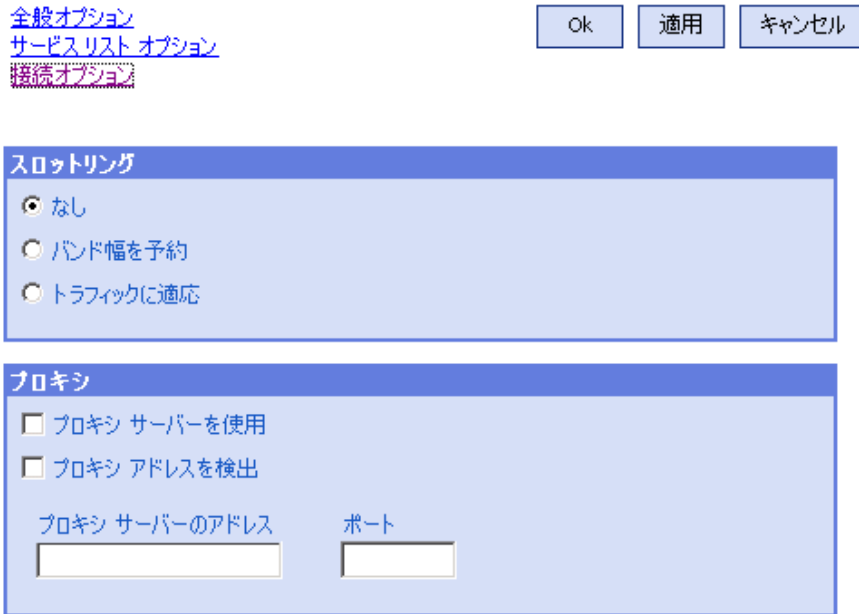 全般オプション
サービス リスト オプション
接続オプション
Ok 適用 キャンセル
スロットリング
なし
バンド幅を予約
トラフィックに適応
プロキシ
プロキシ サーバーを使用
プロキシ アドレスを検出
プロキシ サーバーのアドレス ポート